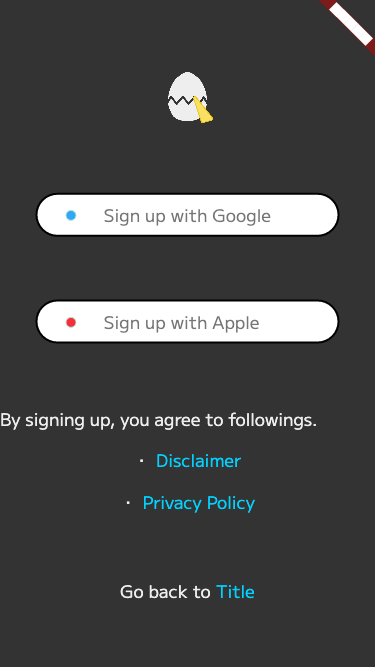 Sign up with Google
Sign up with Apple
By signing up, you agree to followings.
・ Disclaimer
・ Privacy Policy
Go back to Title